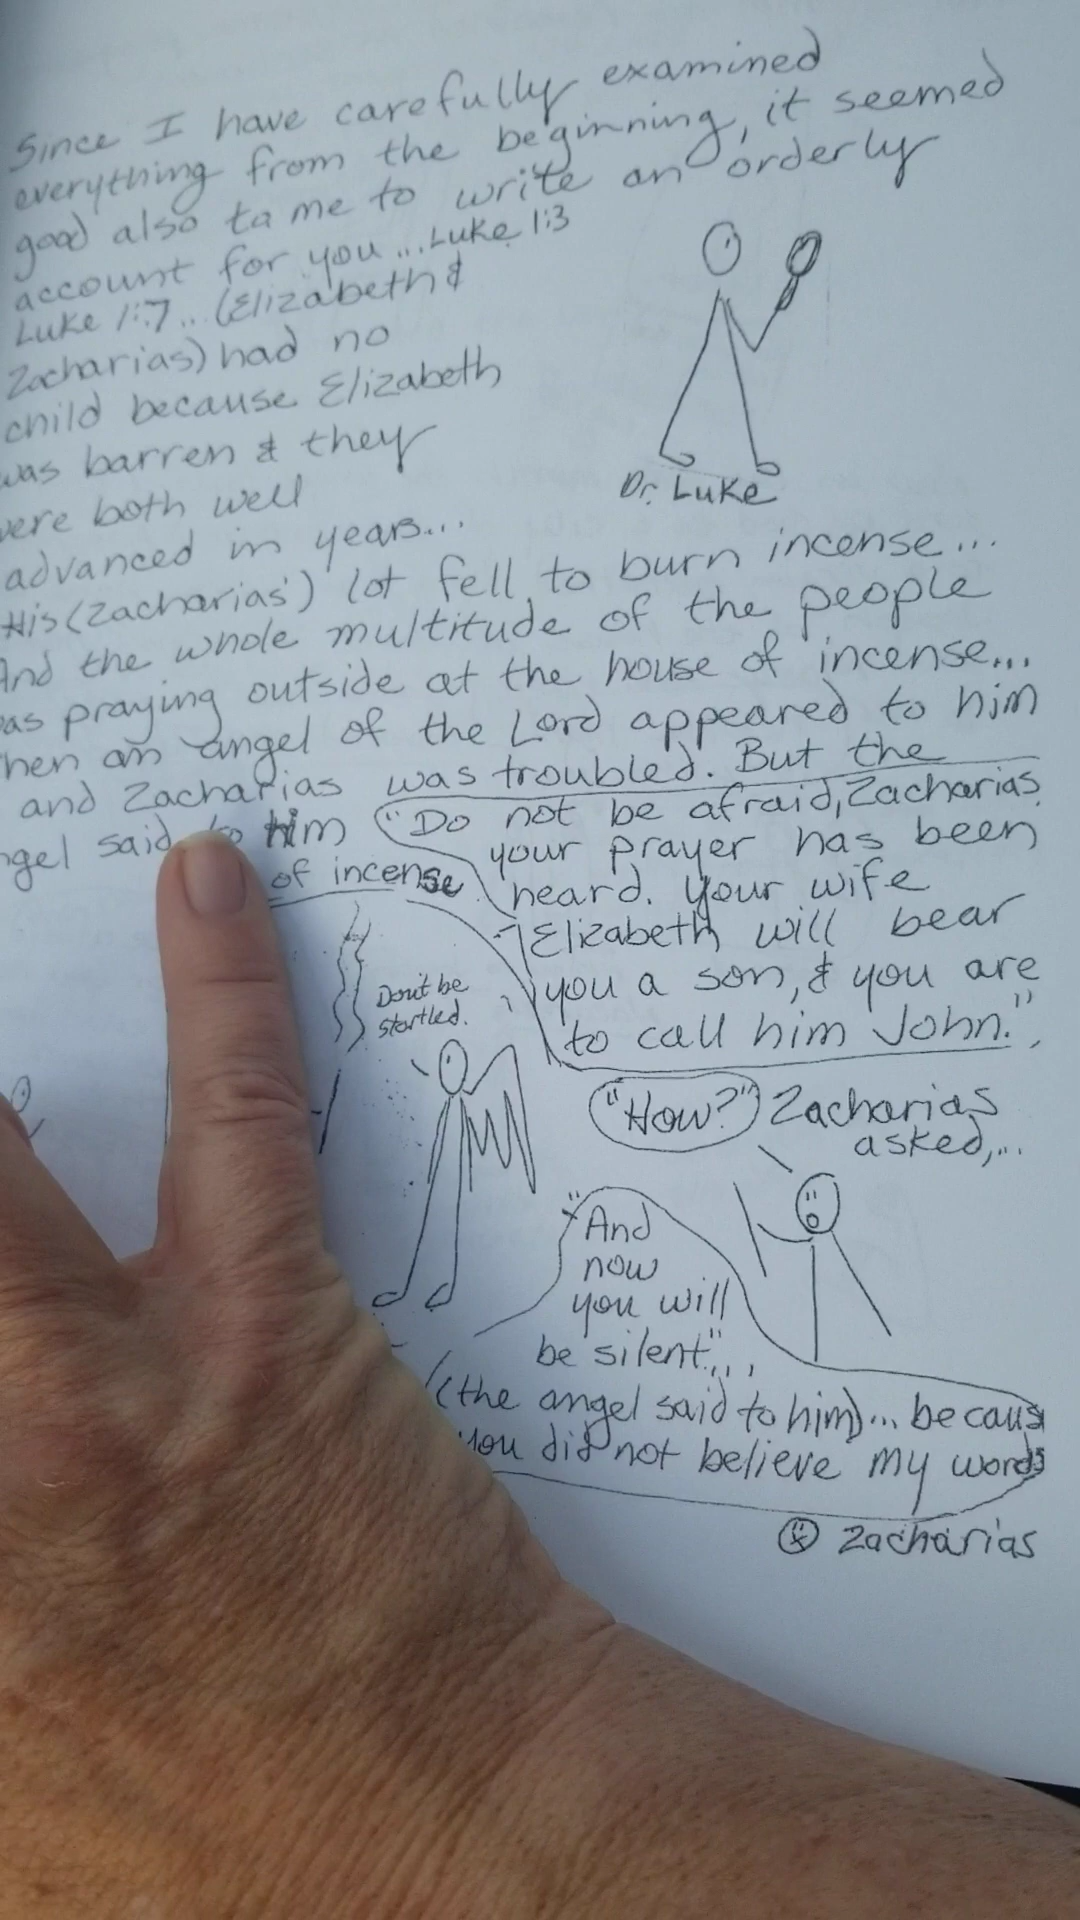 Since I have carefully examined
everything from the beginning, it seemed
good also to me to write an orderly
account for you ... Luke 1:3
Luke 1:7... (Elizabeth &
Zacharias) had no
child because Elizabeth
was barren & they
were both well
advanced in years...
Dr. Luke
His (Zacharias') lot fell to burn incense...
And the whole multitude of the people
was praying outside at the house of incense...
then an angel of the Lord appeared to him
and Zacharias was troubled. But the
angel said to him "Do not be afraid, Zacharias,
your prayer has been
heard. Your wife
Elizabeth will bear
you a son, & you are
to call him John."
of incense
Don't be
startled.
"How?" Zacharias
asked,...
"And
now
you will
be silent"...
(the angel said to him)... because
you did not believe my words
Zacharias